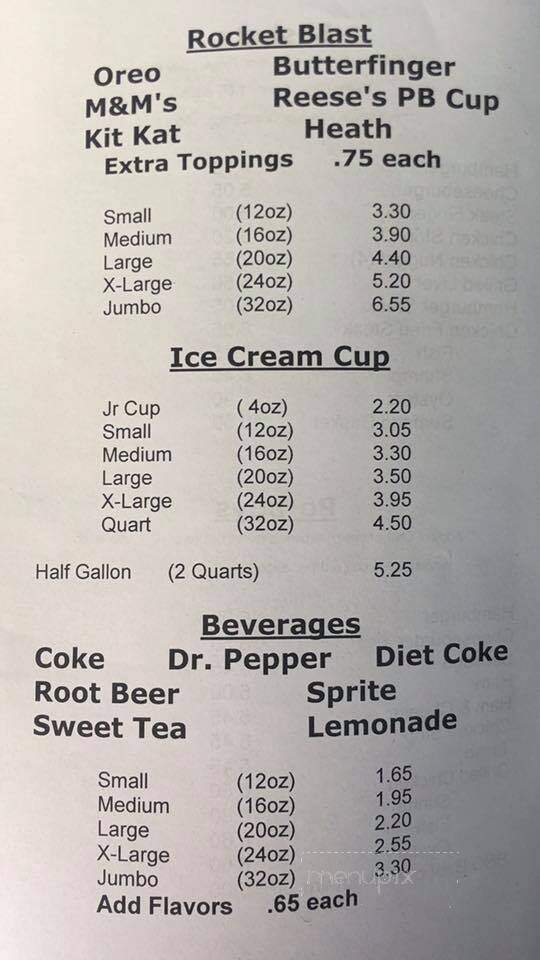 Rocket Blast
Oreo Butterfinger
M&M's Reese's PB Cup
Kit Kat Heath
Extra Toppings .75 each
Small (12oz) 3.30
Medium (16oz) 3.90
Large (20oz) 4.40
X-Large (24oz) 5.20
Jumbo (32oz) 6.55
Ice Cream Cup
Jr Cup ( 4oz) 2.20
Small (12oz) 3.05
Medium (16oz) 3.30
Large (20oz) 3.50
X-Large (24oz) 3.95
Quart (32oz) 4.50
Half Gallon (2 Quarts) 5.25
Beverages
Coke Dr. Pepper Diet Coke
Root Beer Sprite
Sweet Tea Lemonade
Small (12oz) 1.65
Medium (16oz) 1.95
Large (20oz) 2.20
X-Large (24oz) 2.55
Jumbo (32oz) 3.30
menupix
Add Flavors .65 each